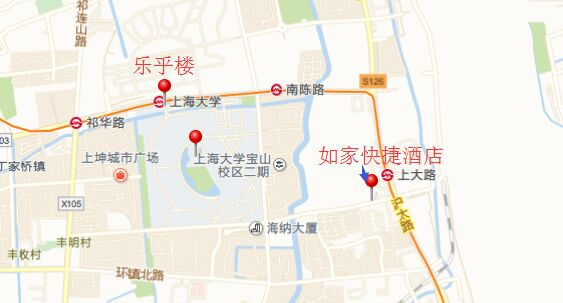 祁连山路
乐乎楼
S126
上海大学
南陈路
祁华路
03
上坤城市广场
上海大学宝山
校区二期
如家快捷酒店
丁家桥镇
上大路
X105
沪太路
海纳大厦
丰明村
丰收村
环镇北路